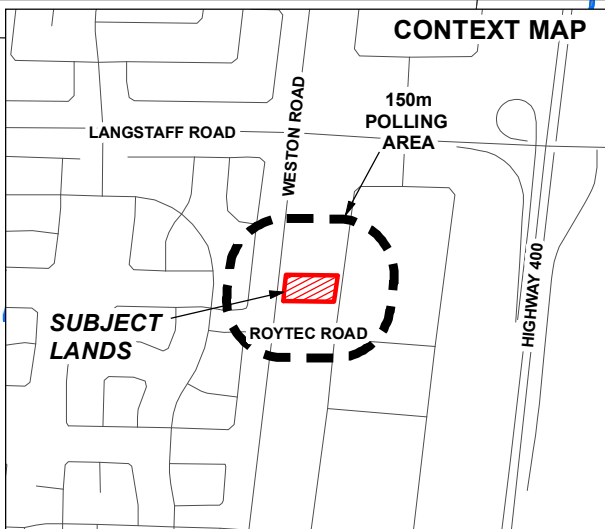 CONTEXT MAP
150m
POLLING
AREA
LANGSTAFF ROAD
WESTON ROAD
HIGHWAY 400
SUBJECT
LANDS
ROYTEC ROAD